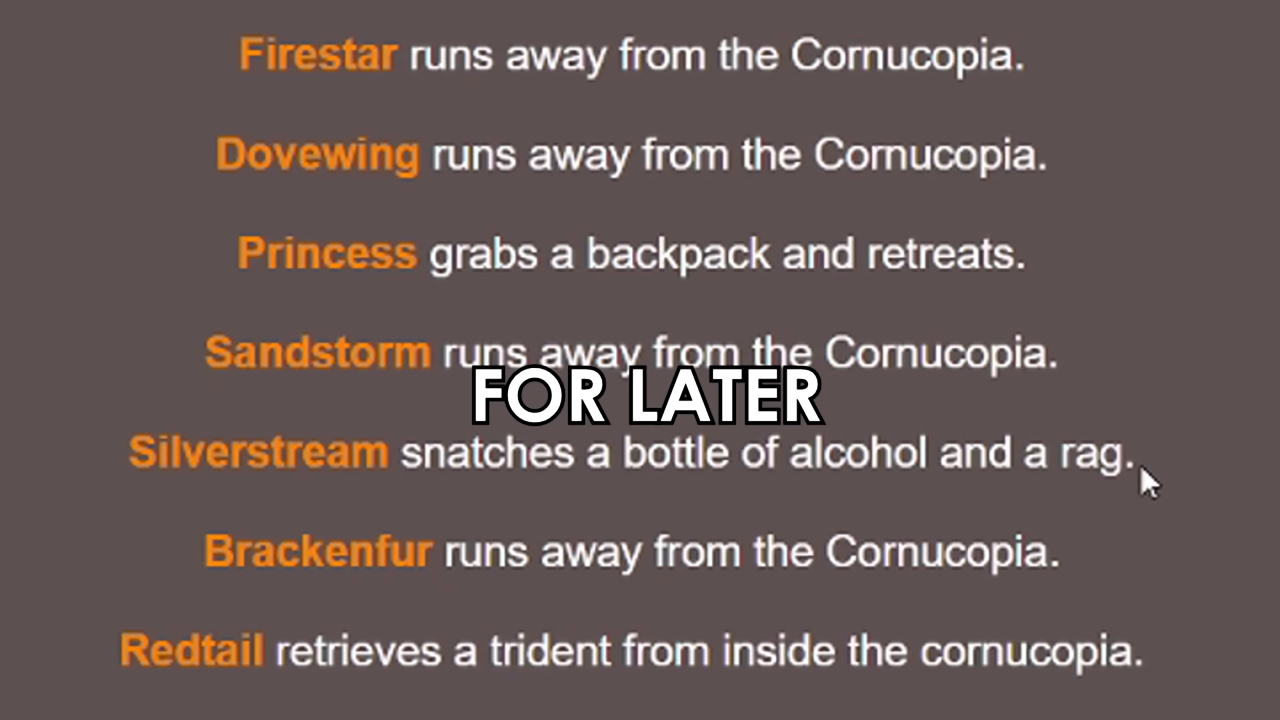 Firestar runs away from the Cornucopia.
Dovewing runs away from the Cornucopia.
Princess grabs a backpack and retreats.
Sandstorm runs away from the Cornucopia.
FOR LATER
Silverstream snatches a bottle of alcohol and a rag.
Brackenfur runs away from the Cornucopia.
Redtail retrieves a trident from inside the cornucopia.